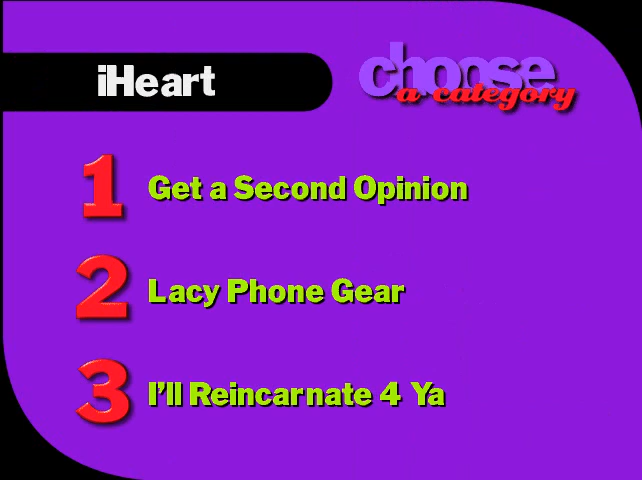 iHeart
choose
a category
1 Get a Second Opinion
2 Lacy Phone Gear
3 I'll Reincarnate 4 Ya